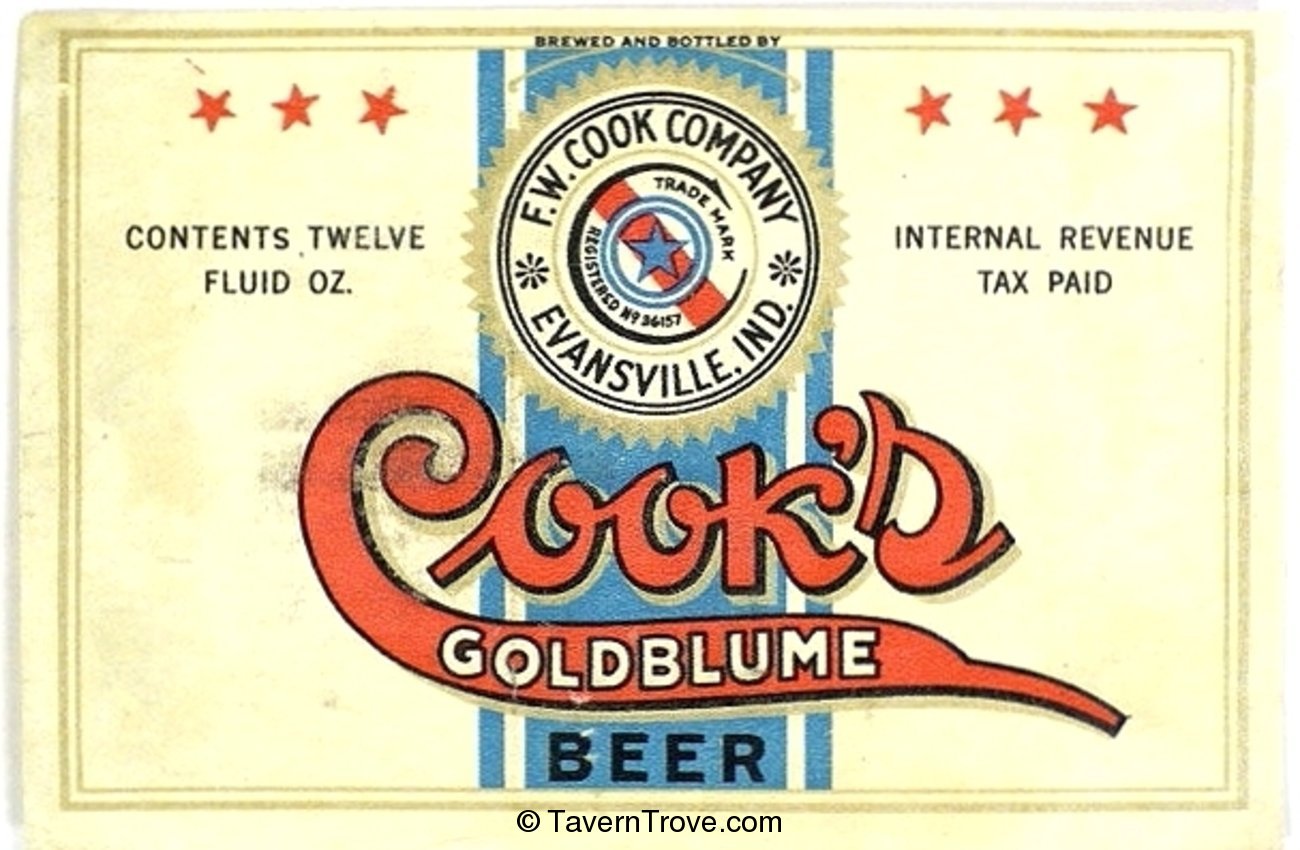 BREWED AND BOTTLED BY
F.W. COOK COMPANY
EVANSVILLE, IND.
TRADE MARK
REGISTERED Nº 36157
CONTENTS TWELVE
FLUID OZ.
INTERNAL REVENUE
TAX PAID
Cook's
GOLDBLUME
BEER
© TavernTrove.com